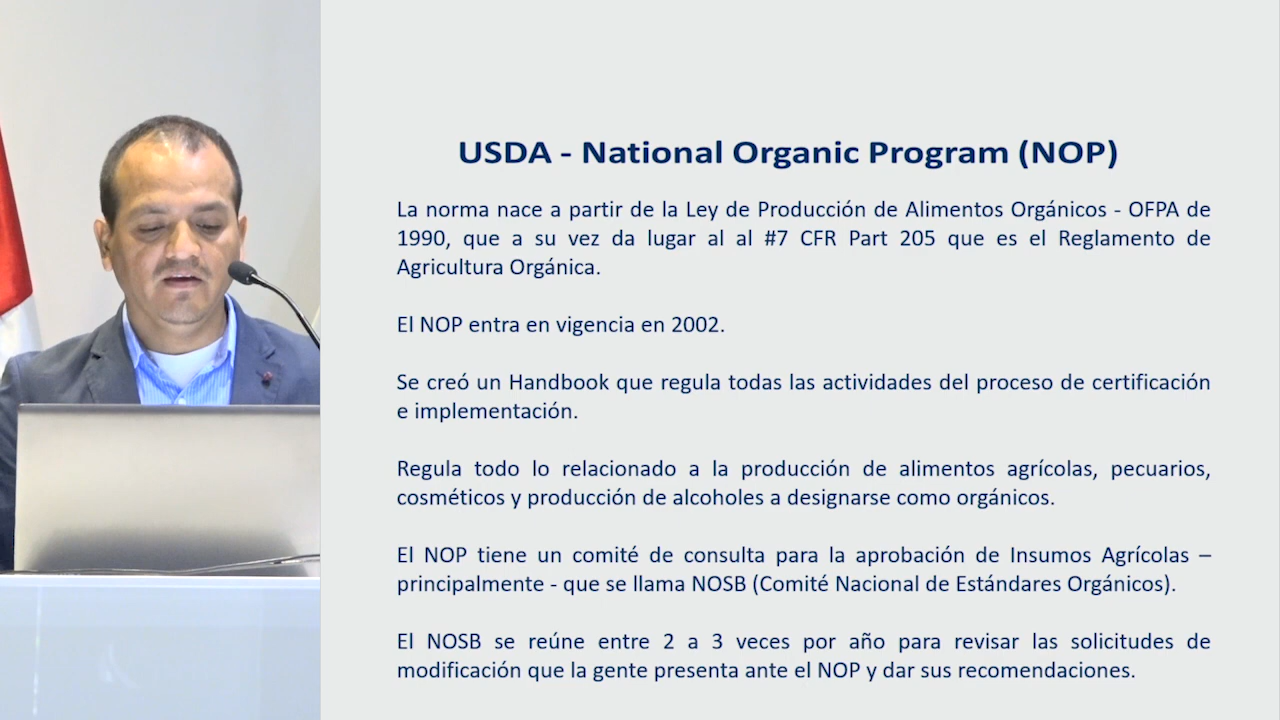 USDA - National Organic Program (NOP)
La norma nace a partir de la Ley de Producción de Alimentos Orgánicos - OFPA de
1990, que a su vez da lugar al al #7 CFR Part 205 que es el Reglamento de
Agricultura Orgánica.
El NOP entra en vigencia en 2002.
Se creó un Handbook que regula todas las actividades del proceso de certificación
e implementación.
Regula todo lo relacionado a la producción de alimentos agrícolas, pecuarios,
cosméticos y producción de alcoholes a designarse como orgánicos.
El NOP tiene un comité de consulta para la aprobación de Insumos Agrícolas –
principalmente - que se llama NOSB (Comité Nacional de Estándares Orgánicos).
El NOSB se reúne entre 2 a 3 veces por año para revisar las solicitudes de
modificación que la gente presenta ante el NOP y dar sus recomendaciones.